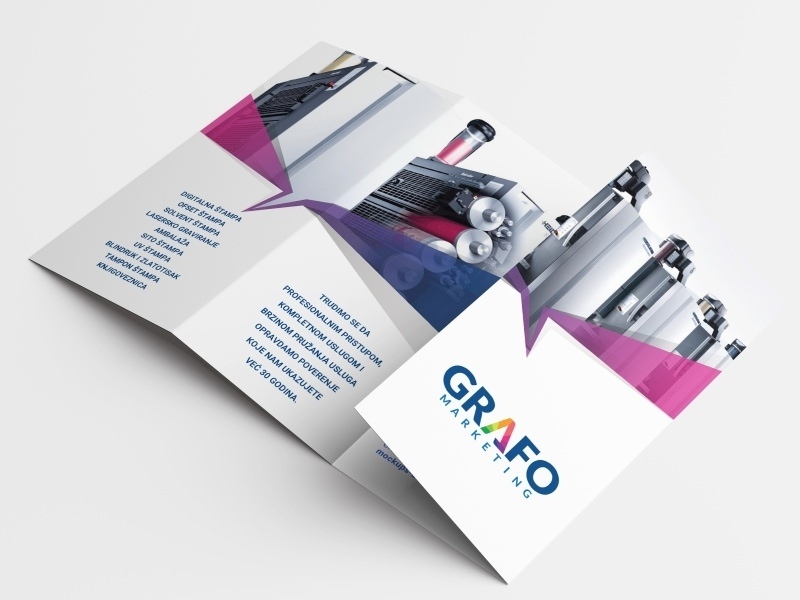 DIGITALNA ŠTAMPA
OFSET ŠTAMPA
SOLVENT ŠTAMPA
LASERSKO GRAVIRANJE
AMBALAŽA
SITO ŠTAMPA
UV ŠTAMPA
BLINDRUK I ZLATOTISAK
TAMPON ŠTAMPA
KNJIGOVEZNICA
TRUDIMO SE DA
PROFESIONALNIM PRISTUPOM,
KOMPLETNOM USLUGOM I
BRZINOM PRUŽANJA USLUGA
OPRAVDAMO POVERENJE
KOJE NAM UKAZUJETE
VEĆ 30 GODINA.
GRAFO
MARKETING